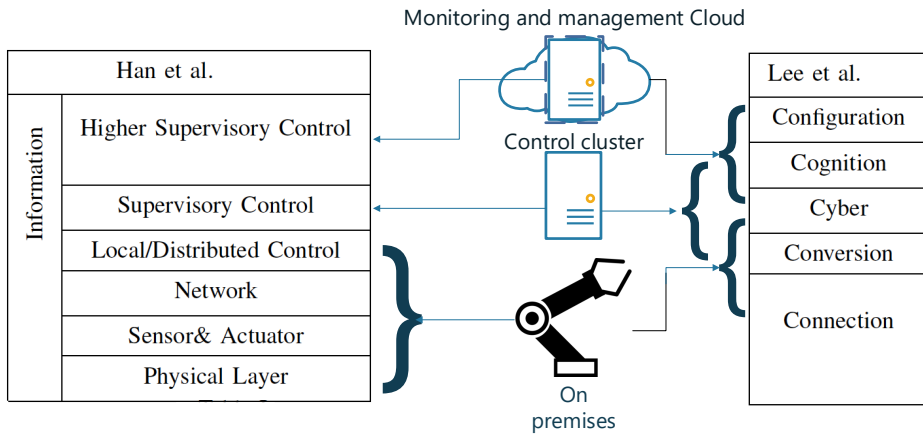 Monitoring and management Cloud
Han et al.
Information
Higher Supervisory Control
Supervisory Control
Local/Distributed Control
Network
Sensor& Actuator
Physical Layer
Control cluster
On
premises
Lee et al.
Configuration
Cognition
Cyber
Conversion
Connection